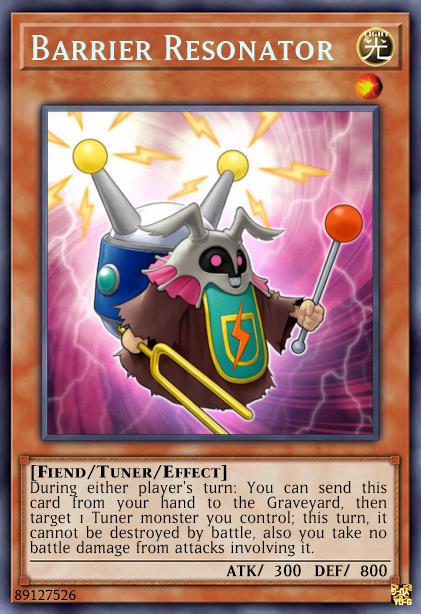 BARRIER RESONATOR
LIGHT
光
[FIEND/TUNER/EFFECT]
During either player's turn: You can send this
card from your hand to the Graveyard, then
target 1 Tuner monster you control; this turn, it
cannot be destroyed by battle, also you take no
battle damage from attacks involving it.
ATK/ 300 DEF/ 800
89127526